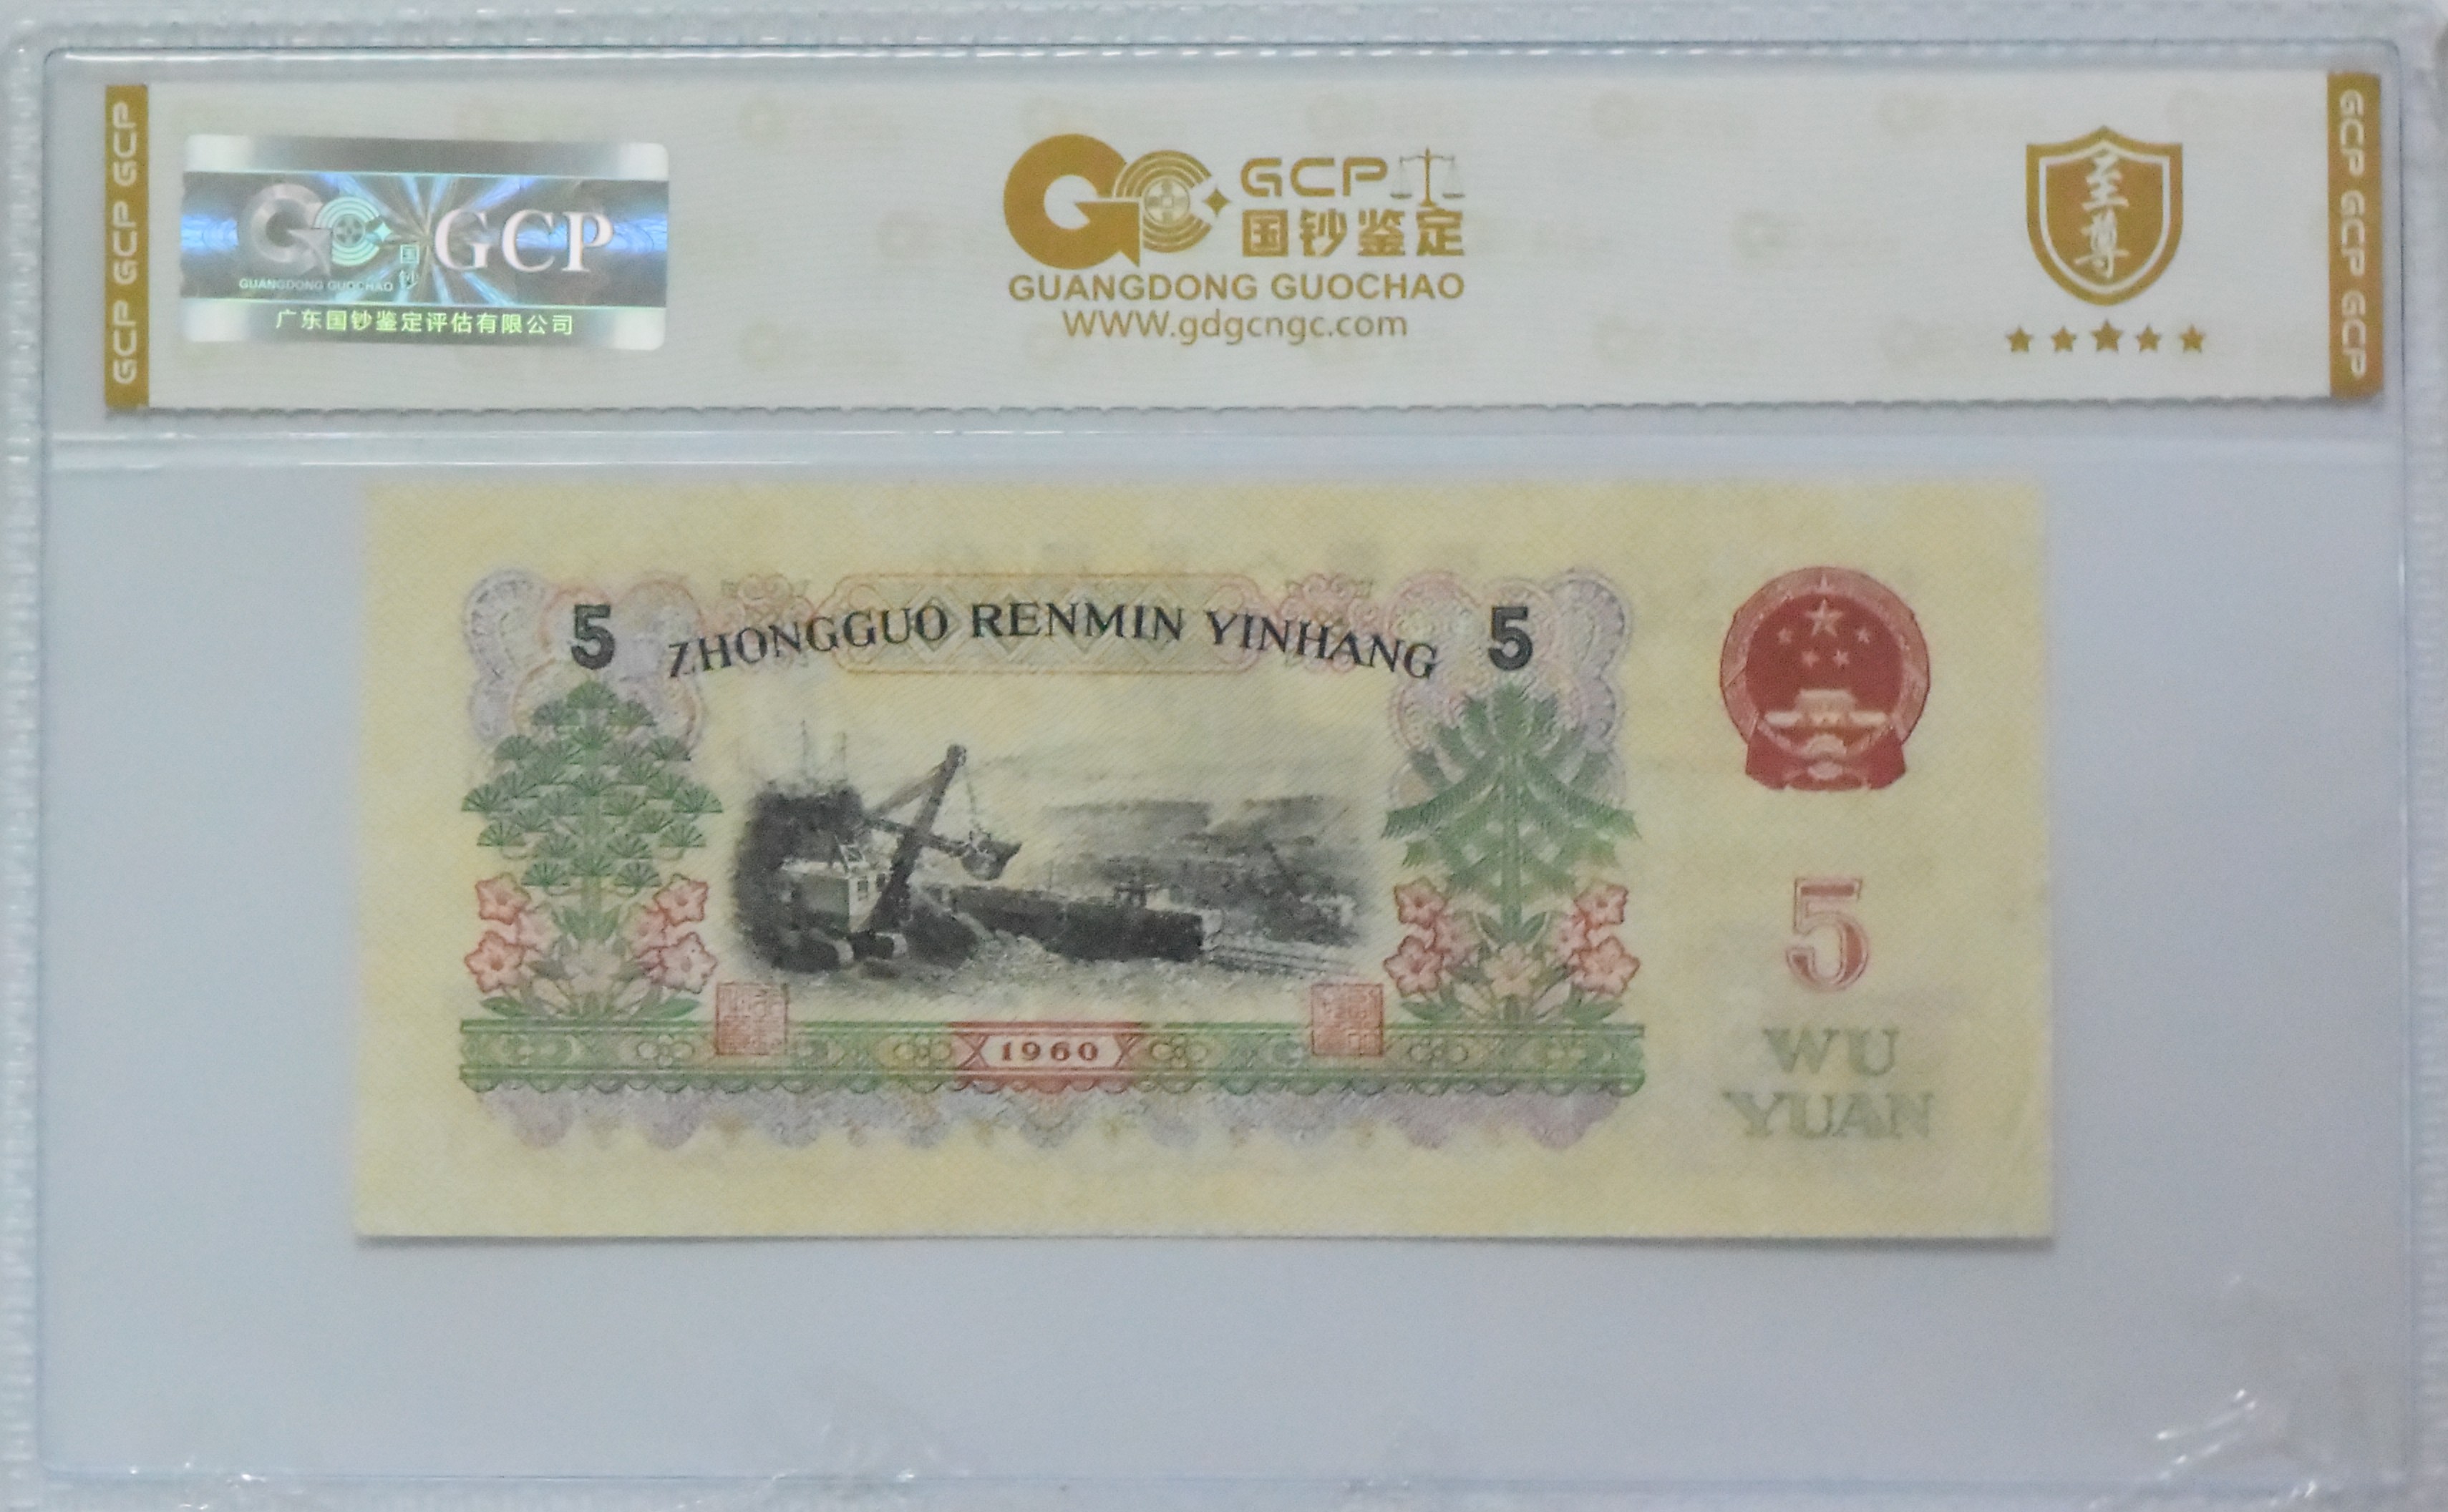 GCP GCP GCP
GCP
国钞
GUANGDONG GUOCHAO
广东国钞鉴定评估有限公司
GCP
国钞鉴定
GUANGDONG GUOCHAO
WWW.gdgcngc.com
至尊
GCP GCP GCP
5 ZHONGGUO RENMIN YINHANG 5
5
WU
YUAN
1960